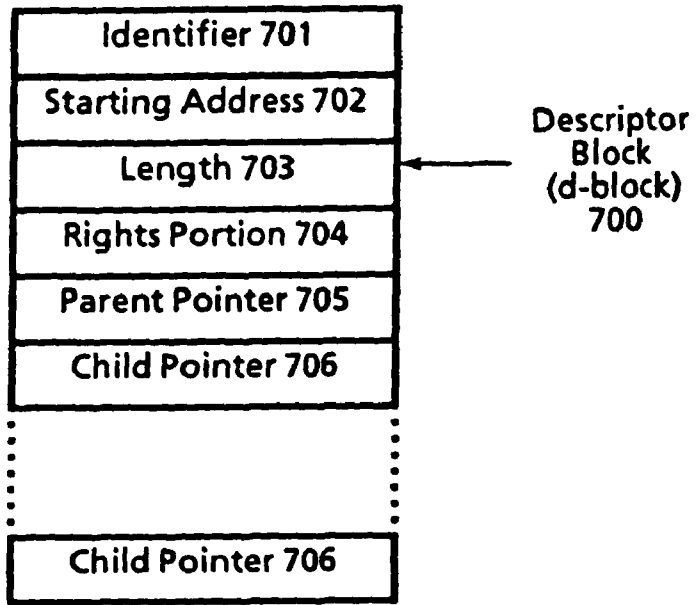 Identifier 701
Starting Address 702
Length 703
Rights Portion 704
Parent Pointer 705
Child Pointer 706
Child Pointer 706
Descriptor
Block
(d-block)
700